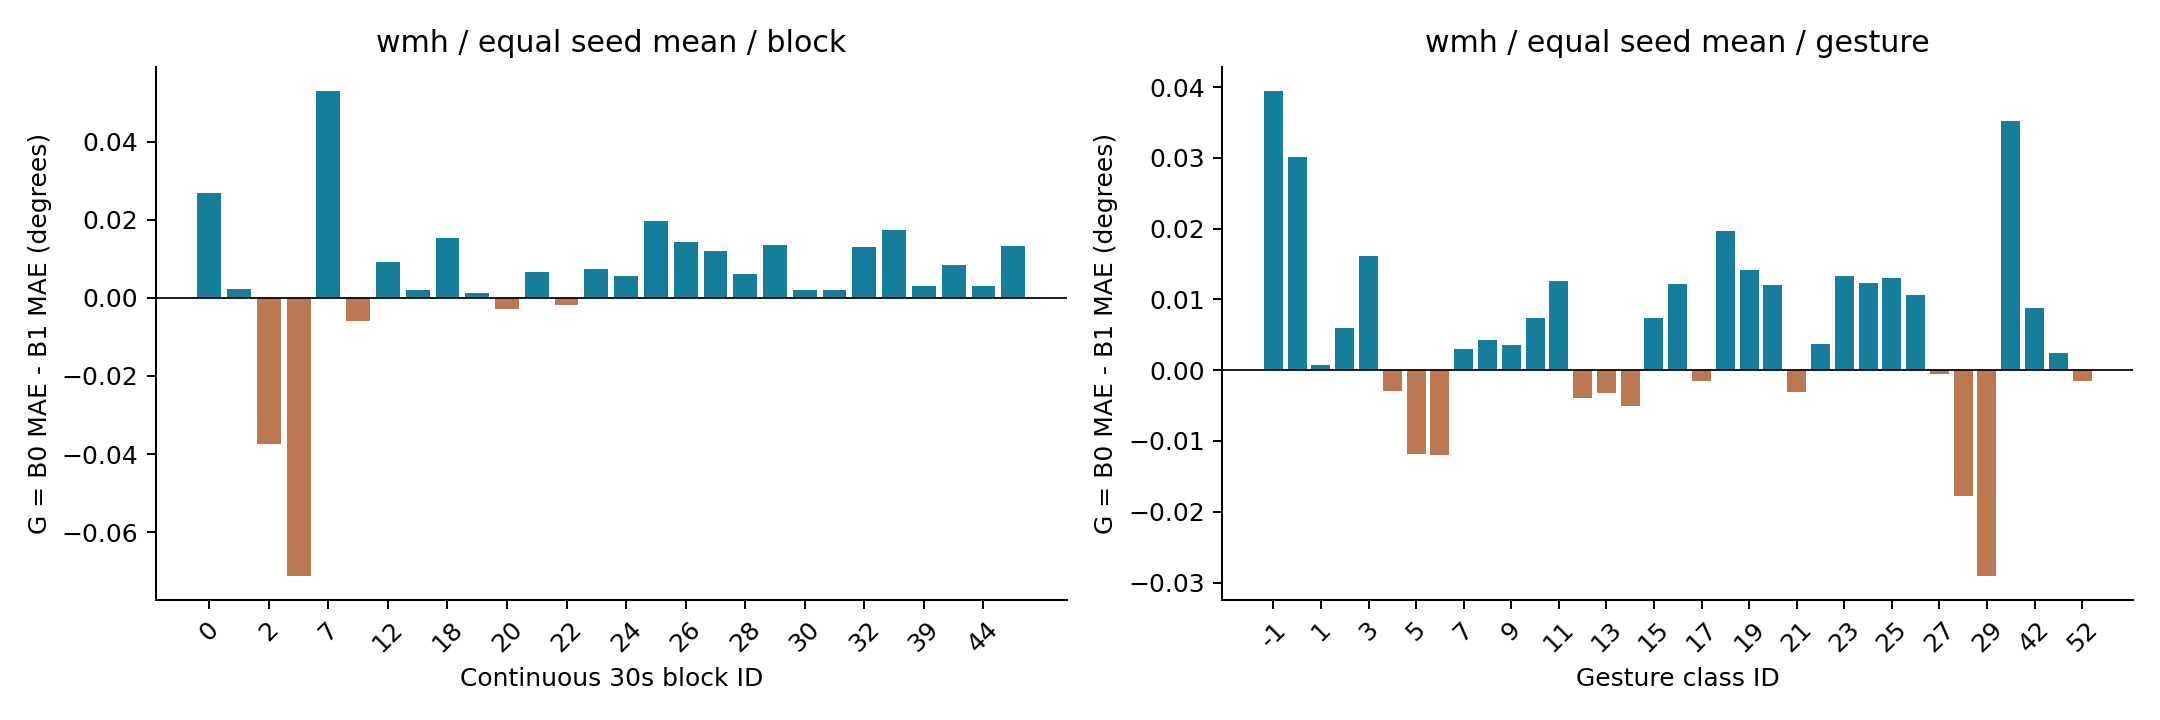 wmh / equal seed mean / block
G = B0 MAE - B1 MAE (degrees)
0.04
0.02
0.00
−0.02
−0.04
−0.06
0 2 7 12 18 20 22 24 26 28 30 32 39 44
Continuous 30s block ID
wmh / equal seed mean / gesture
G = B0 MAE - B1 MAE (degrees)
0.04
0.03
0.02
0.01
0.00
−0.01
−0.02
−0.03
-1 1 3 5 7 9 11 13 15 17 19 21 23 25 27 29 42 52
Gesture class ID